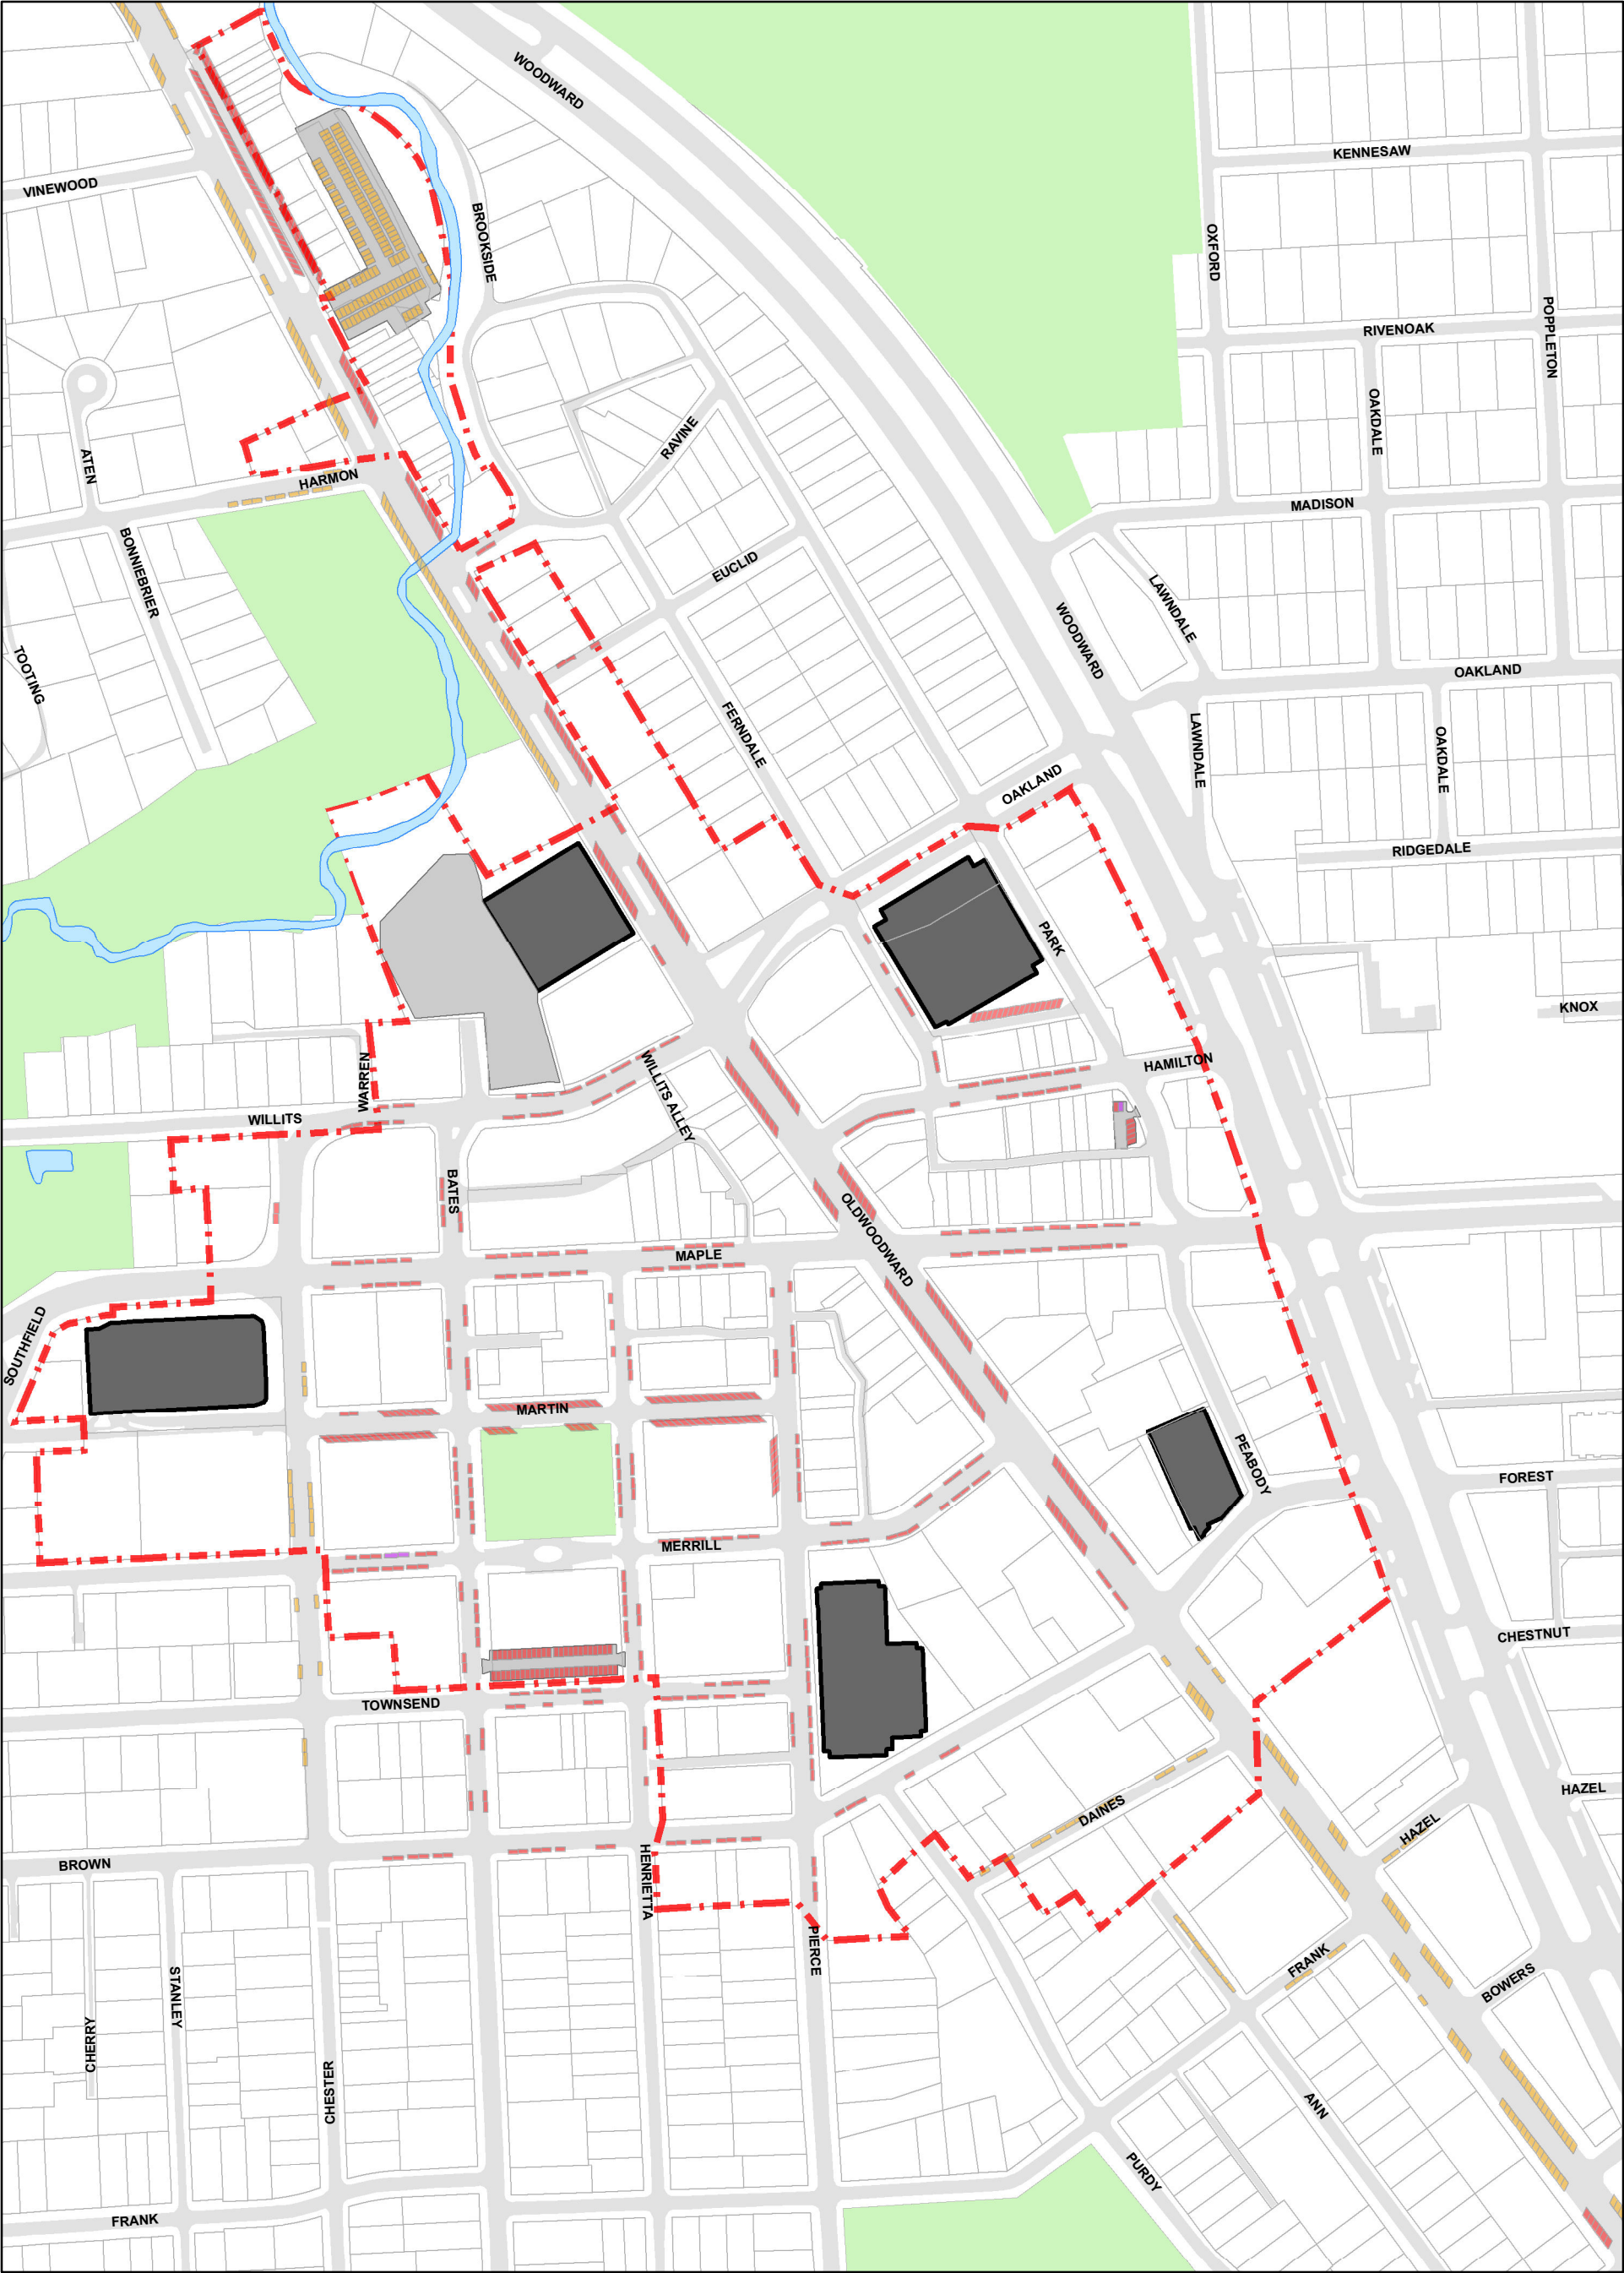 WOODWARD
KENNESAW
VINEWOOD
BROOKSIDE
OXFORD
POPPLETON
RIVENOAK
OAKDALE
RAVINE
ATEN
HARMON
MADISON
BONNIEBRIER
EUCLID
LAWNDALE
WOODWARD
TOOTING
OAKLAND
FERNDALE
LAWNDALE
OAKDALE
OAKLAND
RIDGEDALE
PARK
KNOX
WARREN
WILLITS ALLEY
HAMILTON
WILLITS
BATES
OLDWOODWARD
MAPLE
SOUTHFIELD
MARTIN
PEABODY
FOREST
MERRILL
CHESTNUT
TOWNSEND
HAZEL
DAINES
HAZEL
BROWN
HENRIETTA
PIERCE
FRANK
BOWERS
STANLEY
CHERRY
CHESTER
ANN
PURDY
FRANK